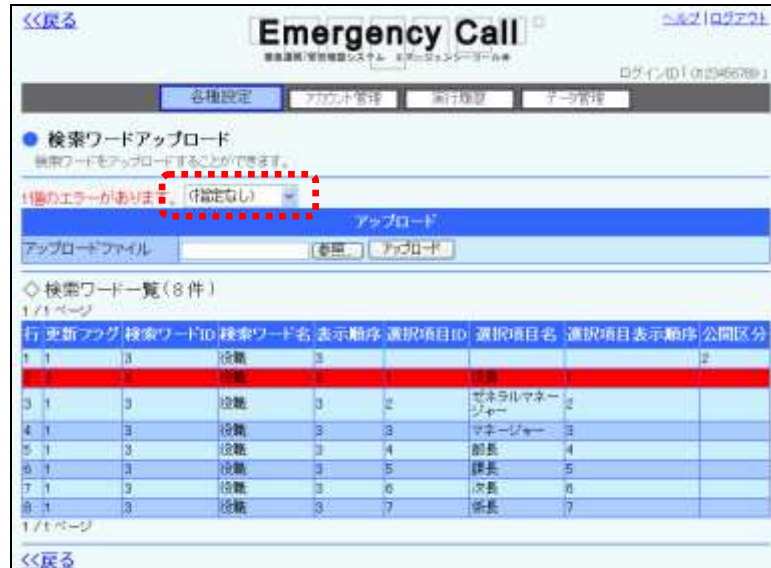 <<戻る
Emergency Call
ヘルプ | ログアウト
緊急連絡/安否確認システム エマージェンシーコール®
ログインID「0123456789」
各種設定 アカウント管理 実行履歴 データ管理
● 検索ワードアップロード
検索ワードをアップロードすることができます。
1個のエラーがあります。 (指定なし)
アップロード
アップロードファイル 参照... アップロード
◇ 検索ワード一覧(8件)
1/1 ページ
行 更新フラグ 検索ワードID 検索ワード名 表示順序 選択項目ID 選択項目名 選択項目表示順序 公開区分
1 1 3 役職 3 2
3 1 3 役職 3 2 ゼネラルマネージャー 2
4 1 3 役職 3 3 マネージャー 3
5 1 3 役職 3 4 部長 4
6 1 3 役職 3 5 課長 5
7 1 3 役職 3 6 次長 6
8 1 3 役職 3 7 係長 7
1/1 ページ
<<戻る